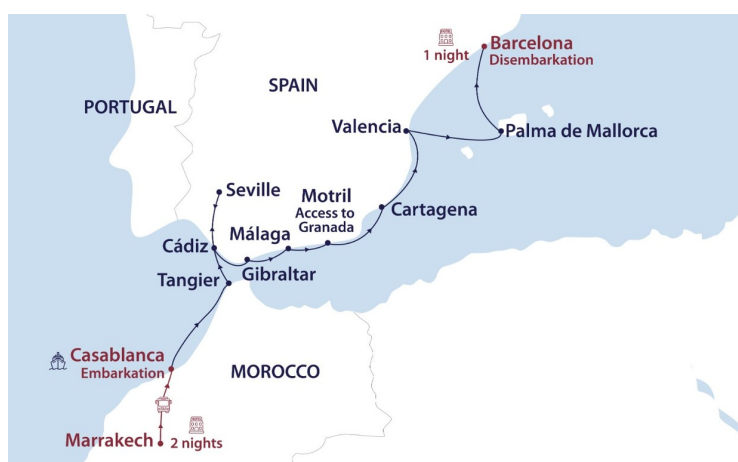 Barcelona
Disembarkation
1 night
SPAIN
PORTUGAL
Valencia
Palma de Mallorca
Seville
Motril
Access to
Granada
Cartagena
Málaga
Cádiz
Gibraltar
Tangier
Casablanca
Embarkation
MOROCCO
Marrakech
2 nights